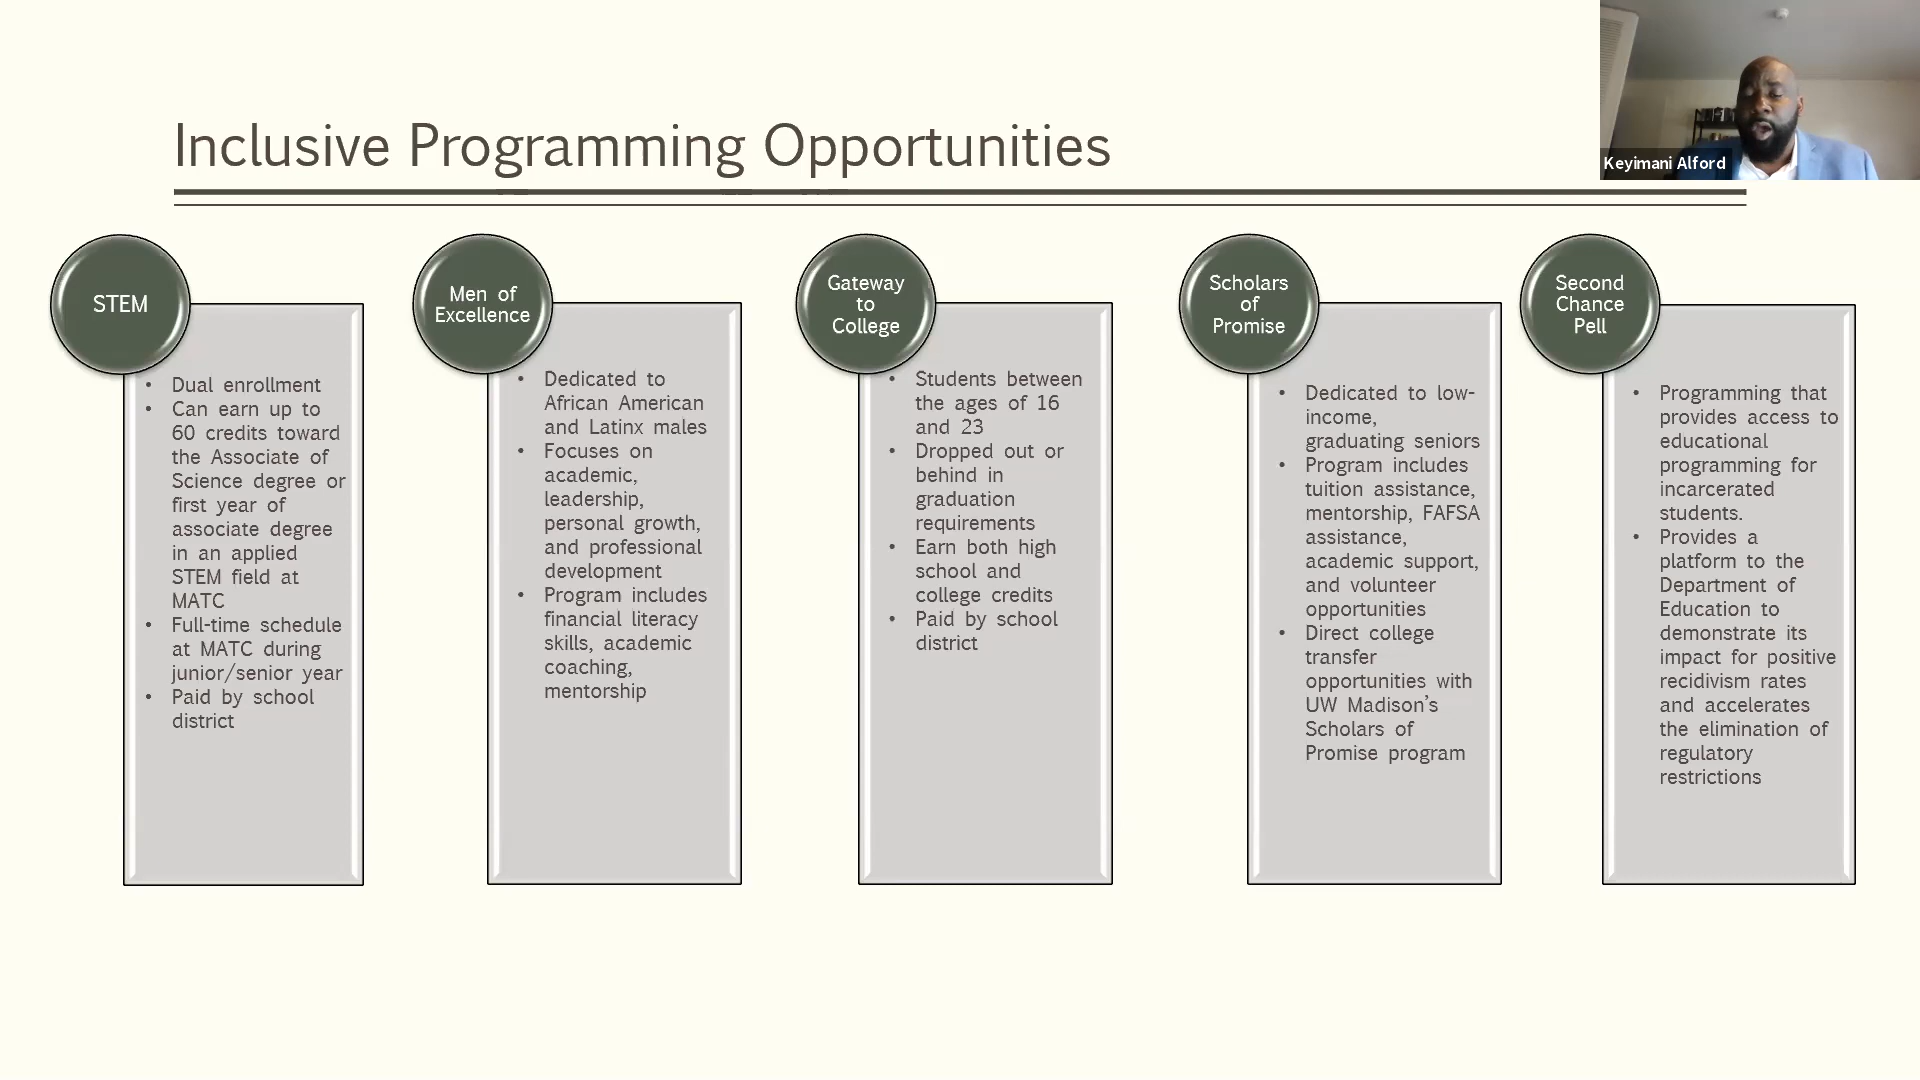 Inclusive Programming Opportunities
Keyimani Alford
STEM
• Dual enrollment
• Can earn up to
60 credits toward
the Associate of
Science degree or
first year of
associate degree
in an applied
STEM field at
MATC
• Full-time schedule
at MATC during
junior/senior year
• Paid by school
district
Men of
Excellence
• Dedicated to
African American
and Latinx males
• Focuses on
academic,
leadership,
personal growth,
and professional
development
• Program includes
financial literacy
skills, academic
coaching,
mentorship
Gateway
to
College
• Students between
the ages of 16
and 23
• Dropped out or
behind in
graduation
requirements
• Earn both high
school and
college credits
• Paid by school
district
Scholars
of
Promise
• Dedicated to low-
income,
graduating seniors
• Program includes
tuition assistance,
mentorship, FAFSA
assistance,
academic support,
and volunteer
opportunities
• Direct college
transfer
opportunities with
UW Madison’s
Scholars of
Promise program
Second
Chance
Pell
• Programming that
provides access to
educational
programming for
incarcerated
students.
• Provides a
platform to the
Department of
Education to
demonstrate its
impact for positive
recidivism rates
and accelerates
the elimination of
regulatory
restrictions